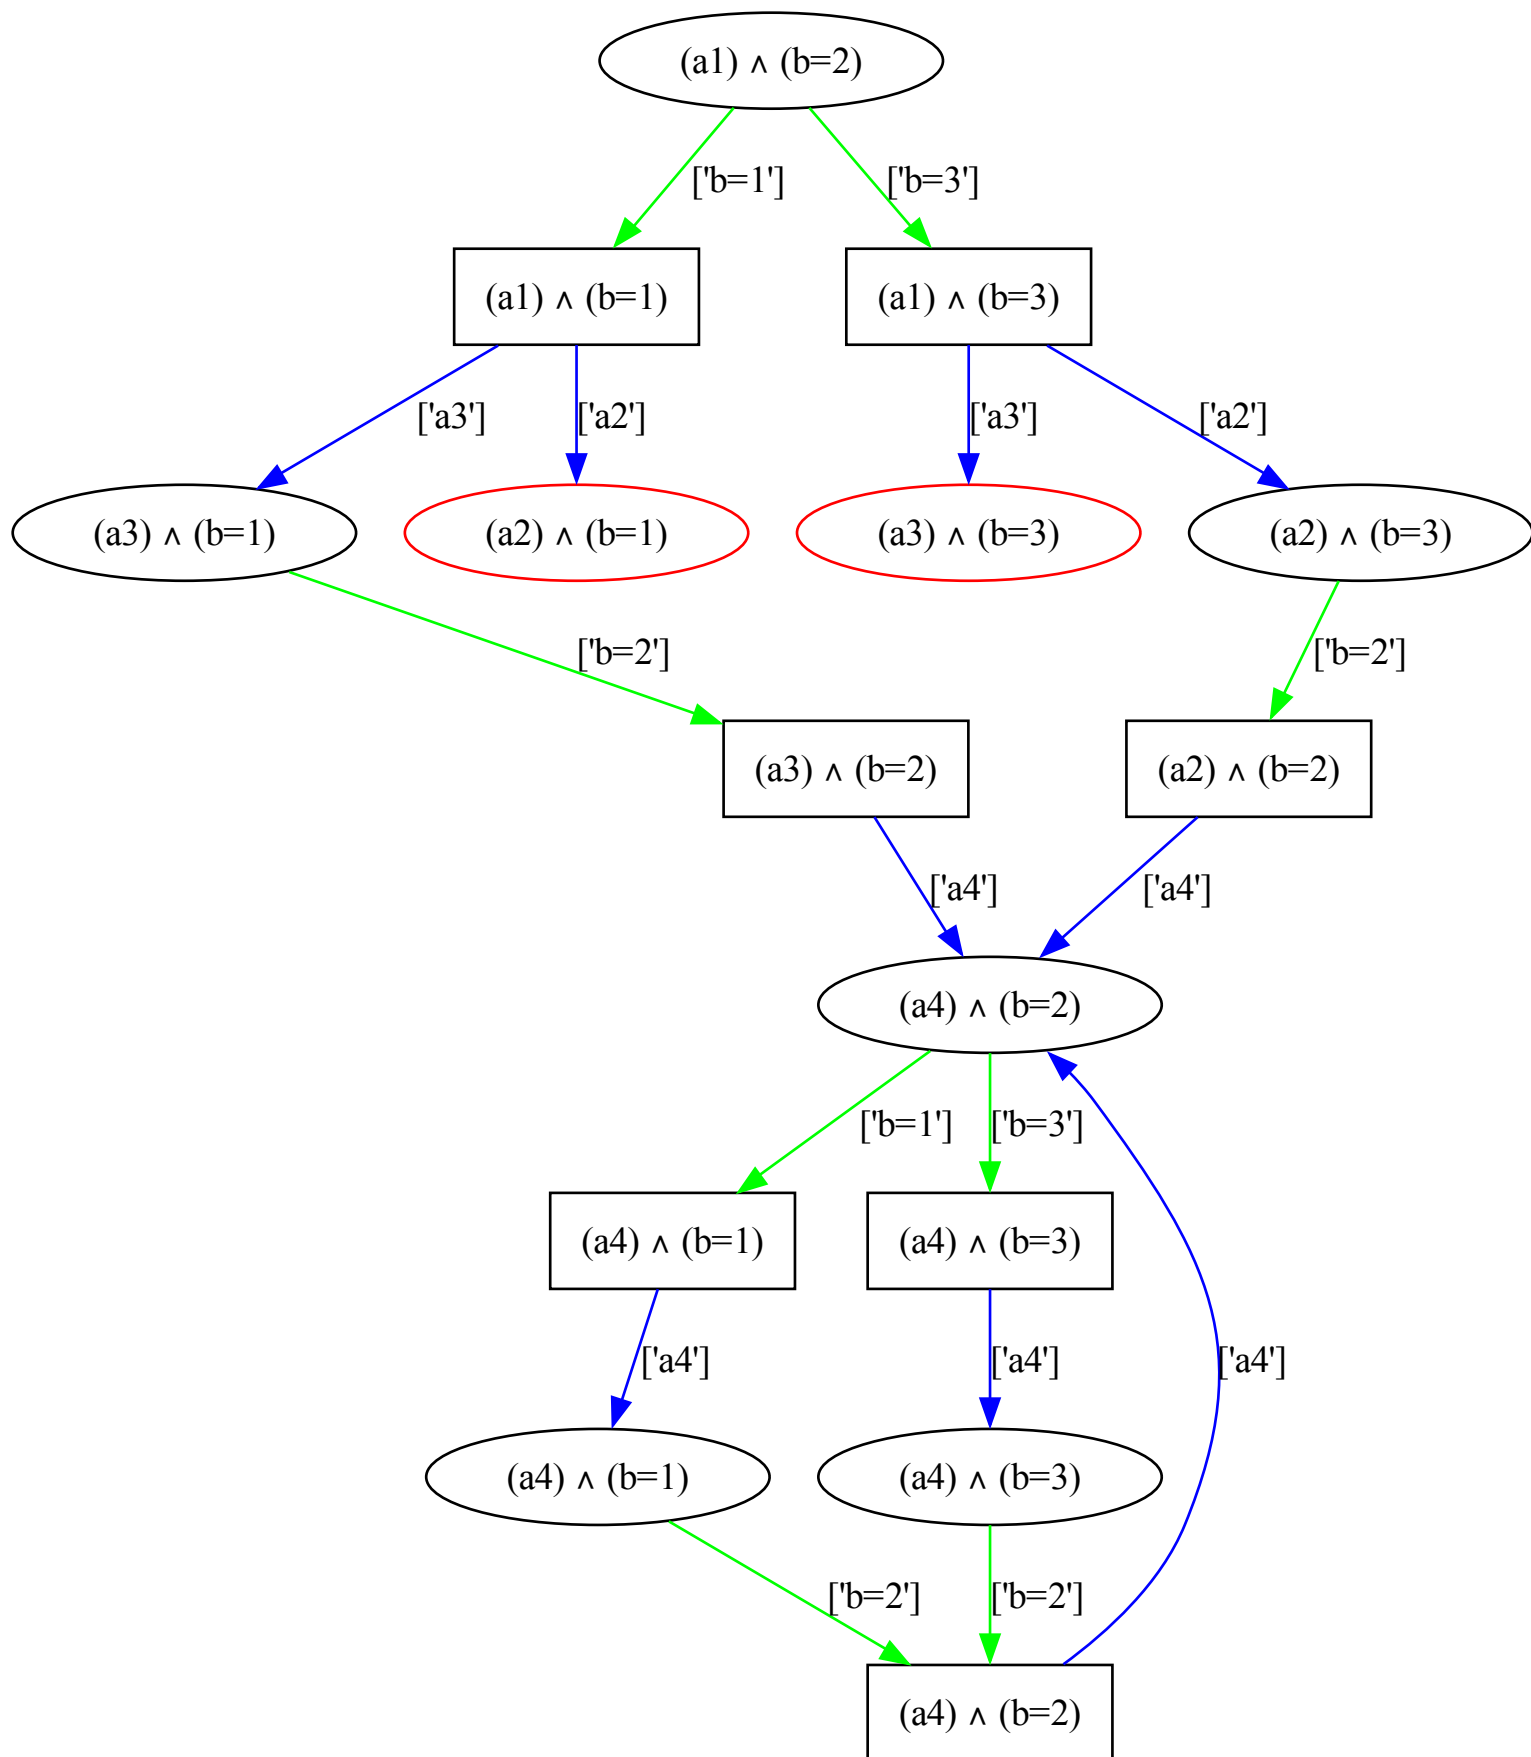 (a1) ∧ (b=2)
['b=1']
['b=3']
(a1) ∧ (b=1)
(a1) ∧ (b=3)
['a3']
['a2']
['a3']
['a2']
(a3) ∧ (b=1)
(a2) ∧ (b=1)
(a3) ∧ (b=3)
(a2) ∧ (b=3)
['b=2']
['b=2']
(a3) ∧ (b=2)
(a2) ∧ (b=2)
['a4']
['a4']
(a4) ∧ (b=2)
['b=1']
['b=3']
(a4) ∧ (b=1)
(a4) ∧ (b=3)
['a4']
['a4']
['a4']
(a4) ∧ (b=1)
(a4) ∧ (b=3)
['b=2']
['b=2']
(a4) ∧ (b=2)